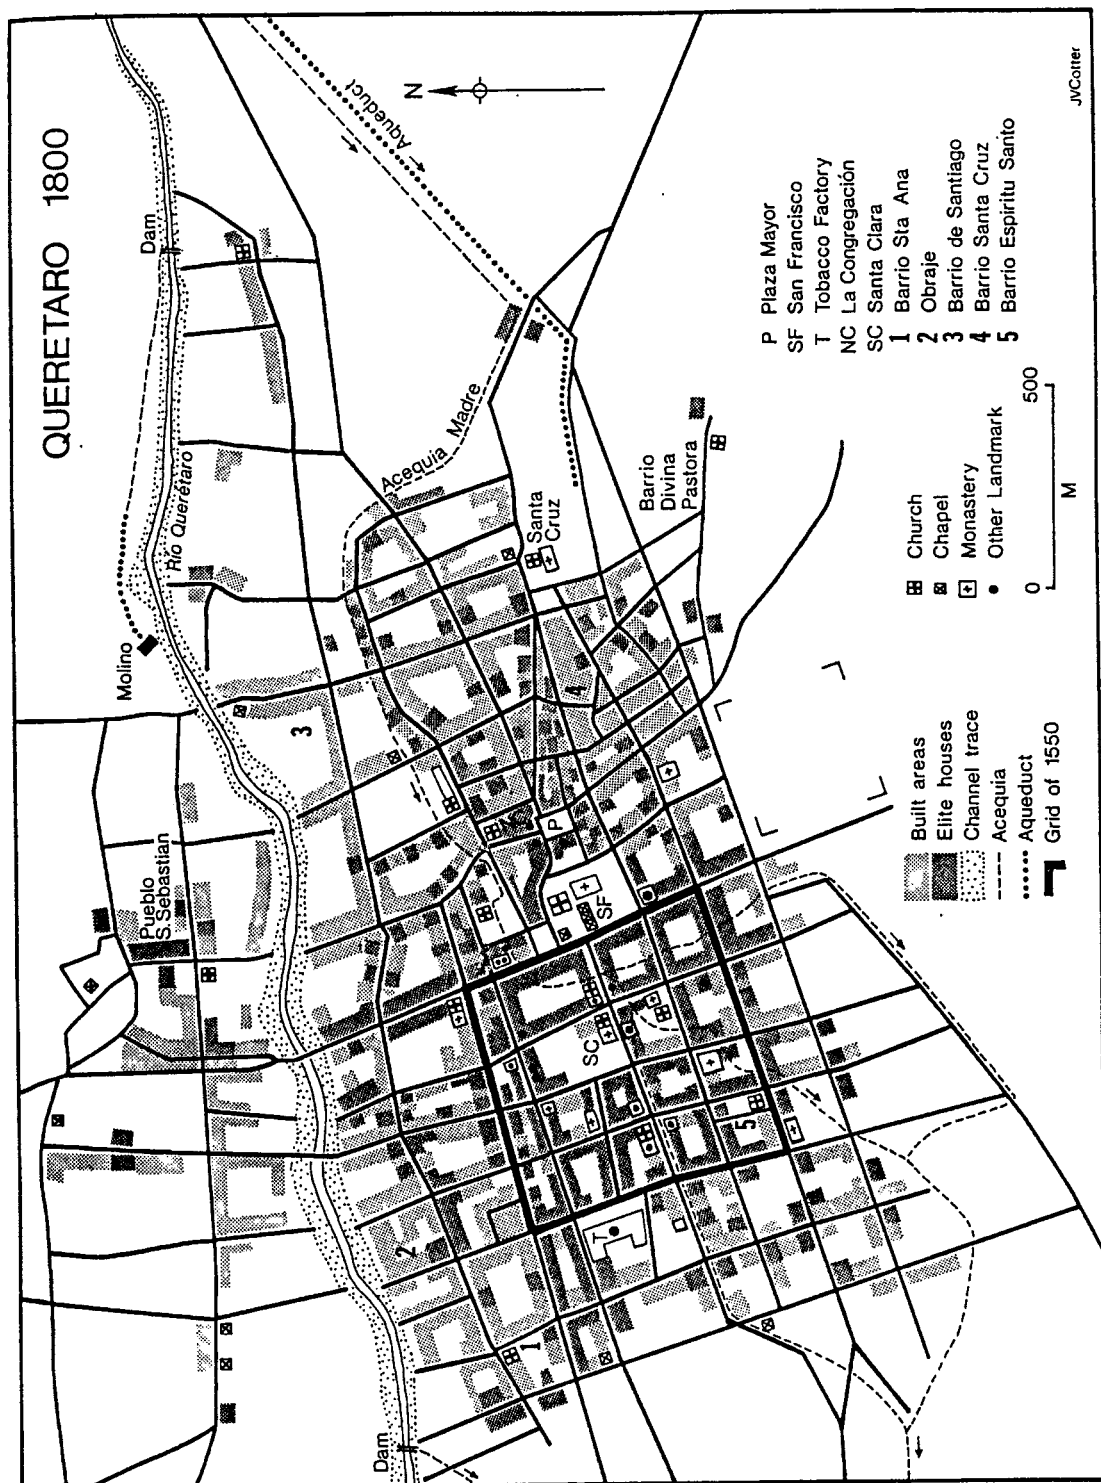 QUERETARO 1800
Dam
Aqueduct
N
Rio Querétaro
Molino
Acequia Madre
3
Pueblo
S. Sebastian
Santa
Cruz
Barrio
Divina
Pastora
4
P
SF
SC
2
T
5
1
Dam
P Plaza Mayor
SF San Francisco
T Tobacco Factory
NC La Congregación
SC Santa Clara
1 Barrio Sta Ana
2 Obraje
3 Barrio de Santiago
4 Barrio Santa Cruz
5 Barrio Espiritu Santo
Built areas
Elite houses
Channel trace
Acequia
Aqueduct
Grid of 1550
Church
Chapel
Monastery
Other Landmark
0 500
M
JVCotter